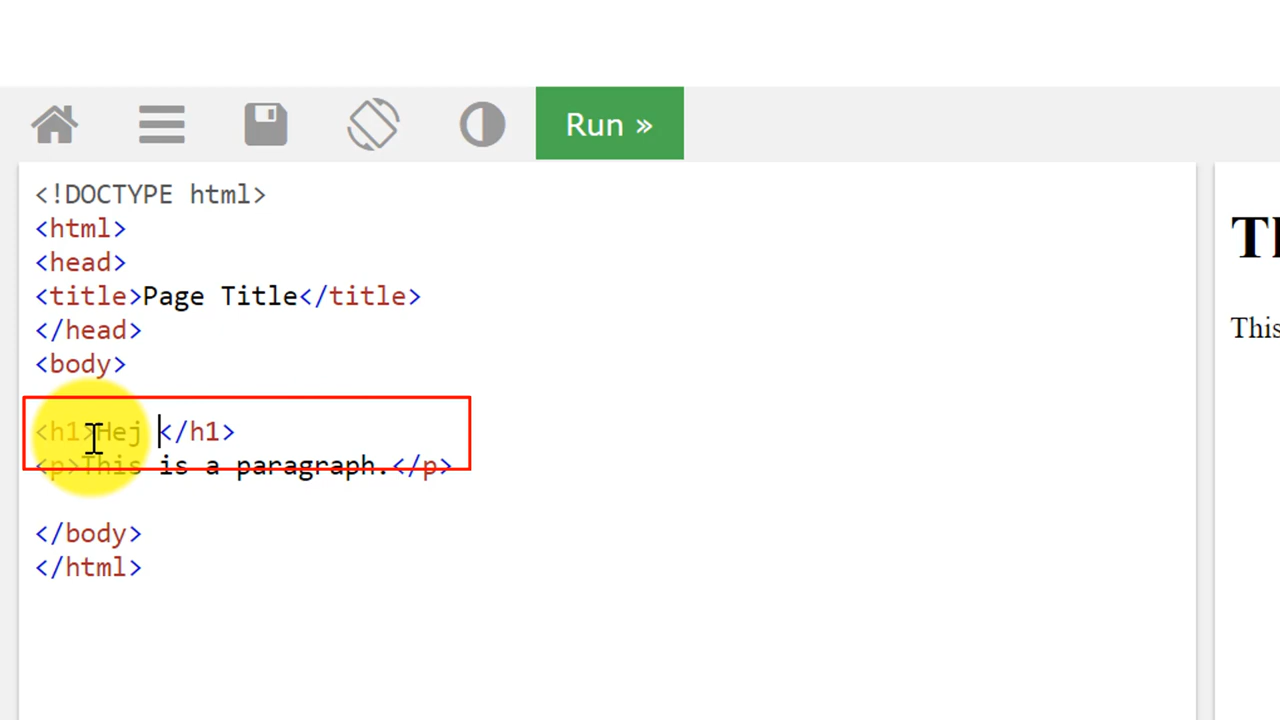 Run »
<!DOCTYPE html>
<html>
<head>
<title>Page Title</title>
</head>
<body>
<h1>Hej </h1>
<p>This is a paragraph.</p>
</body>
</html>
This